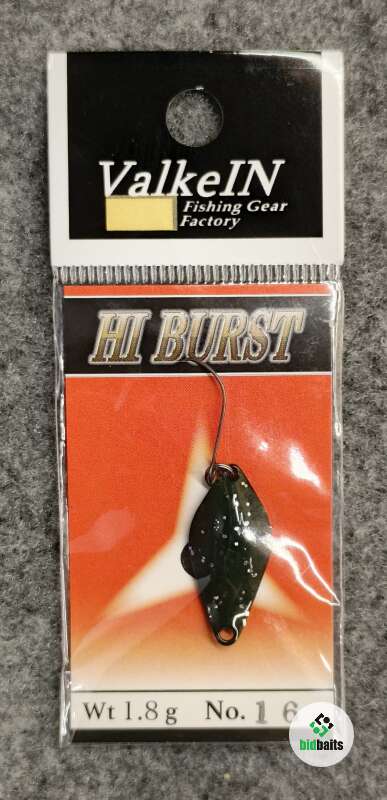 ValkeIN
Fishing Gear
Factory
HI BURST
Wt 1.8g No. 16
bidbaits